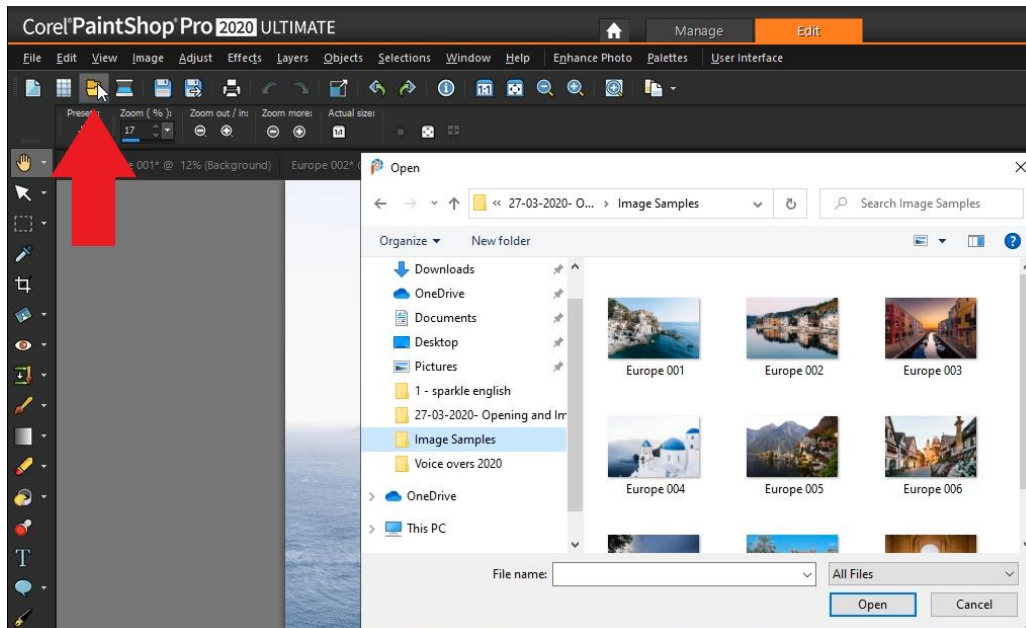 Corel® PaintShop® Pro 2020 ULTIMATE
Manage
Edit
File Edit View Image Adjust Effects Layers Objects Selections Window Help Enhance Photo Palettes User Interface
Zoom ( % ): Zoom out / in: Zoom more: Actual size:
17
001* @ 12% (Background) Europe 002*
Open
« 27-03-2020- O... › Image Samples
Search Image Samples
Organize New folder
Downloads
OneDrive
Documents
Desktop
Pictures
1 - sparkle english
27-03-2020- Opening and Im
Image Samples
Voice overs 2020
OneDrive
This PC
Europe 001 Europe 002 Europe 003
Europe 004 Europe 005 Europe 006
File name:
All Files
Open Cancel